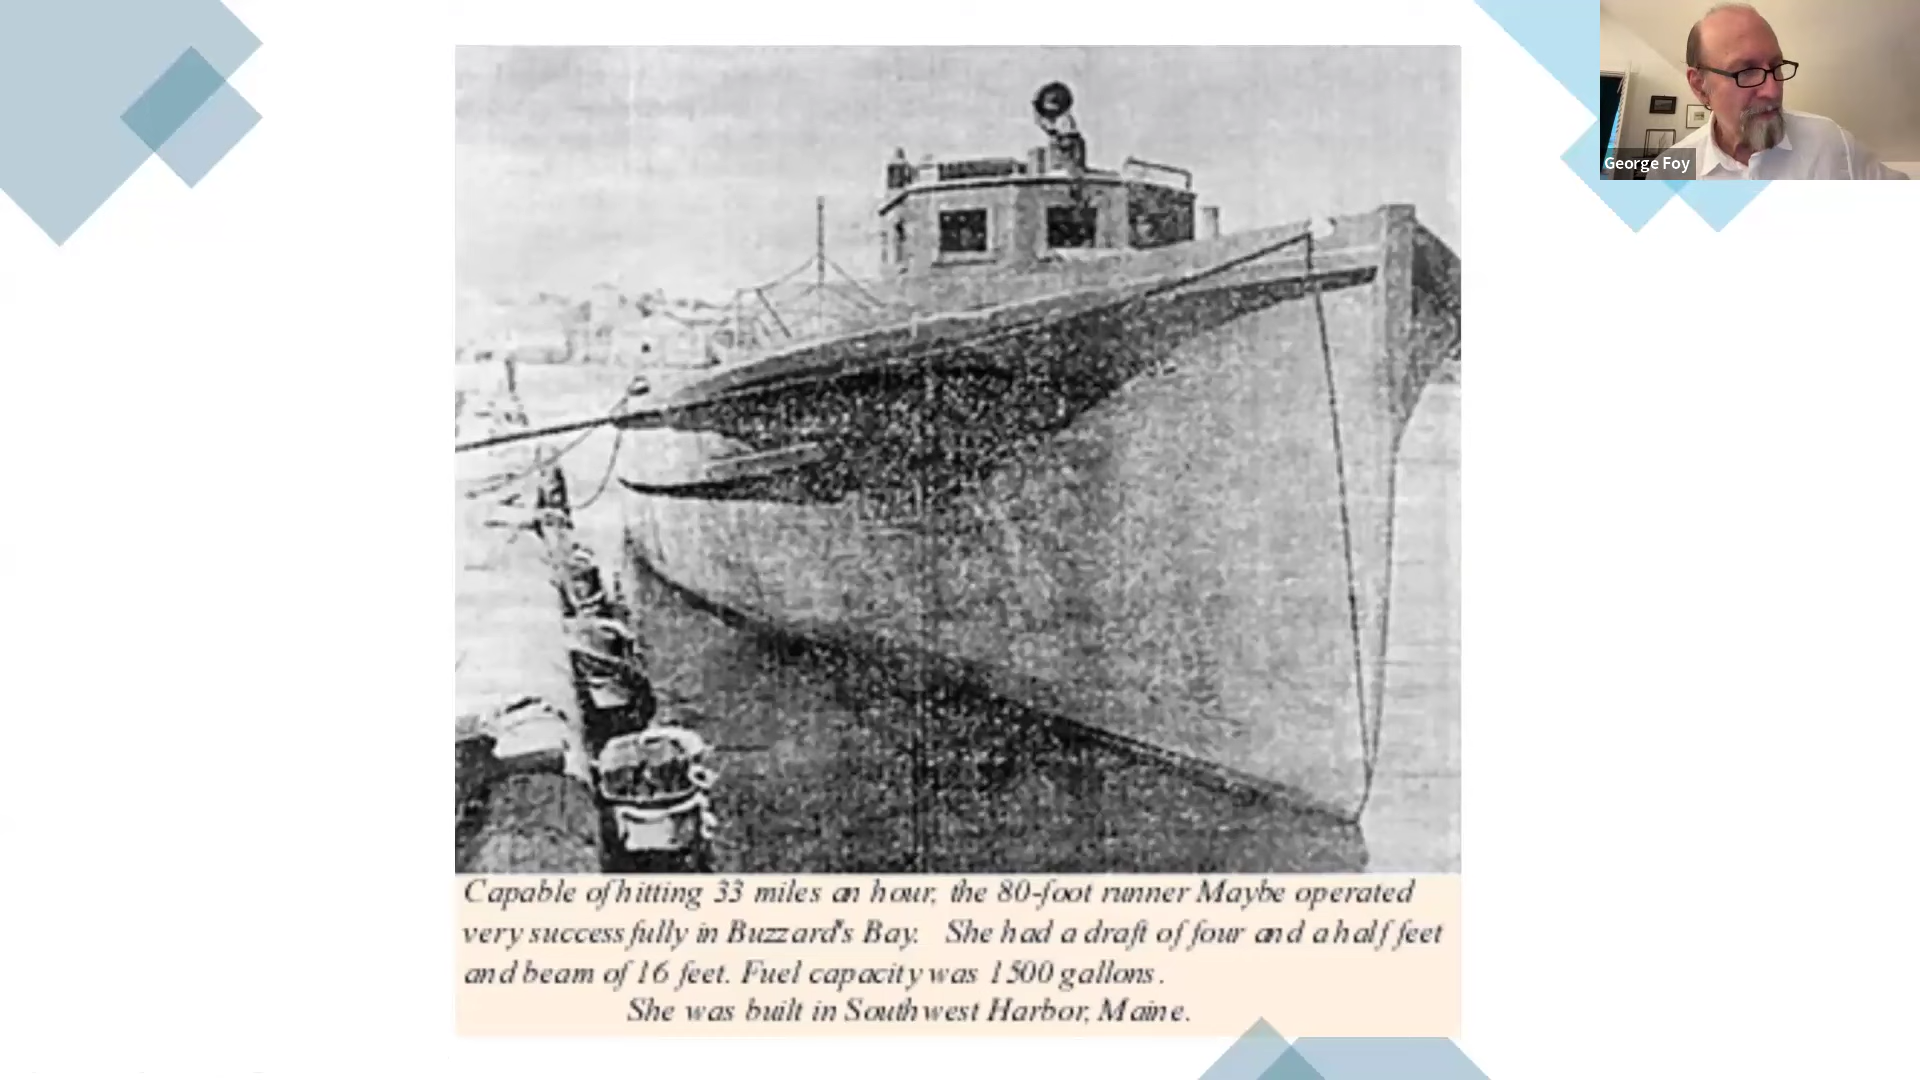 George Foy
Capable of hitting 33 miles an hour, the 80-foot runner Maybe operated
very successfully in Buzzard's Bay. She had a draft of four and a half feet
and beam of 16 feet. Fuel capacity was 1500 gallons.
She was built in Southwest Harbor, Maine.